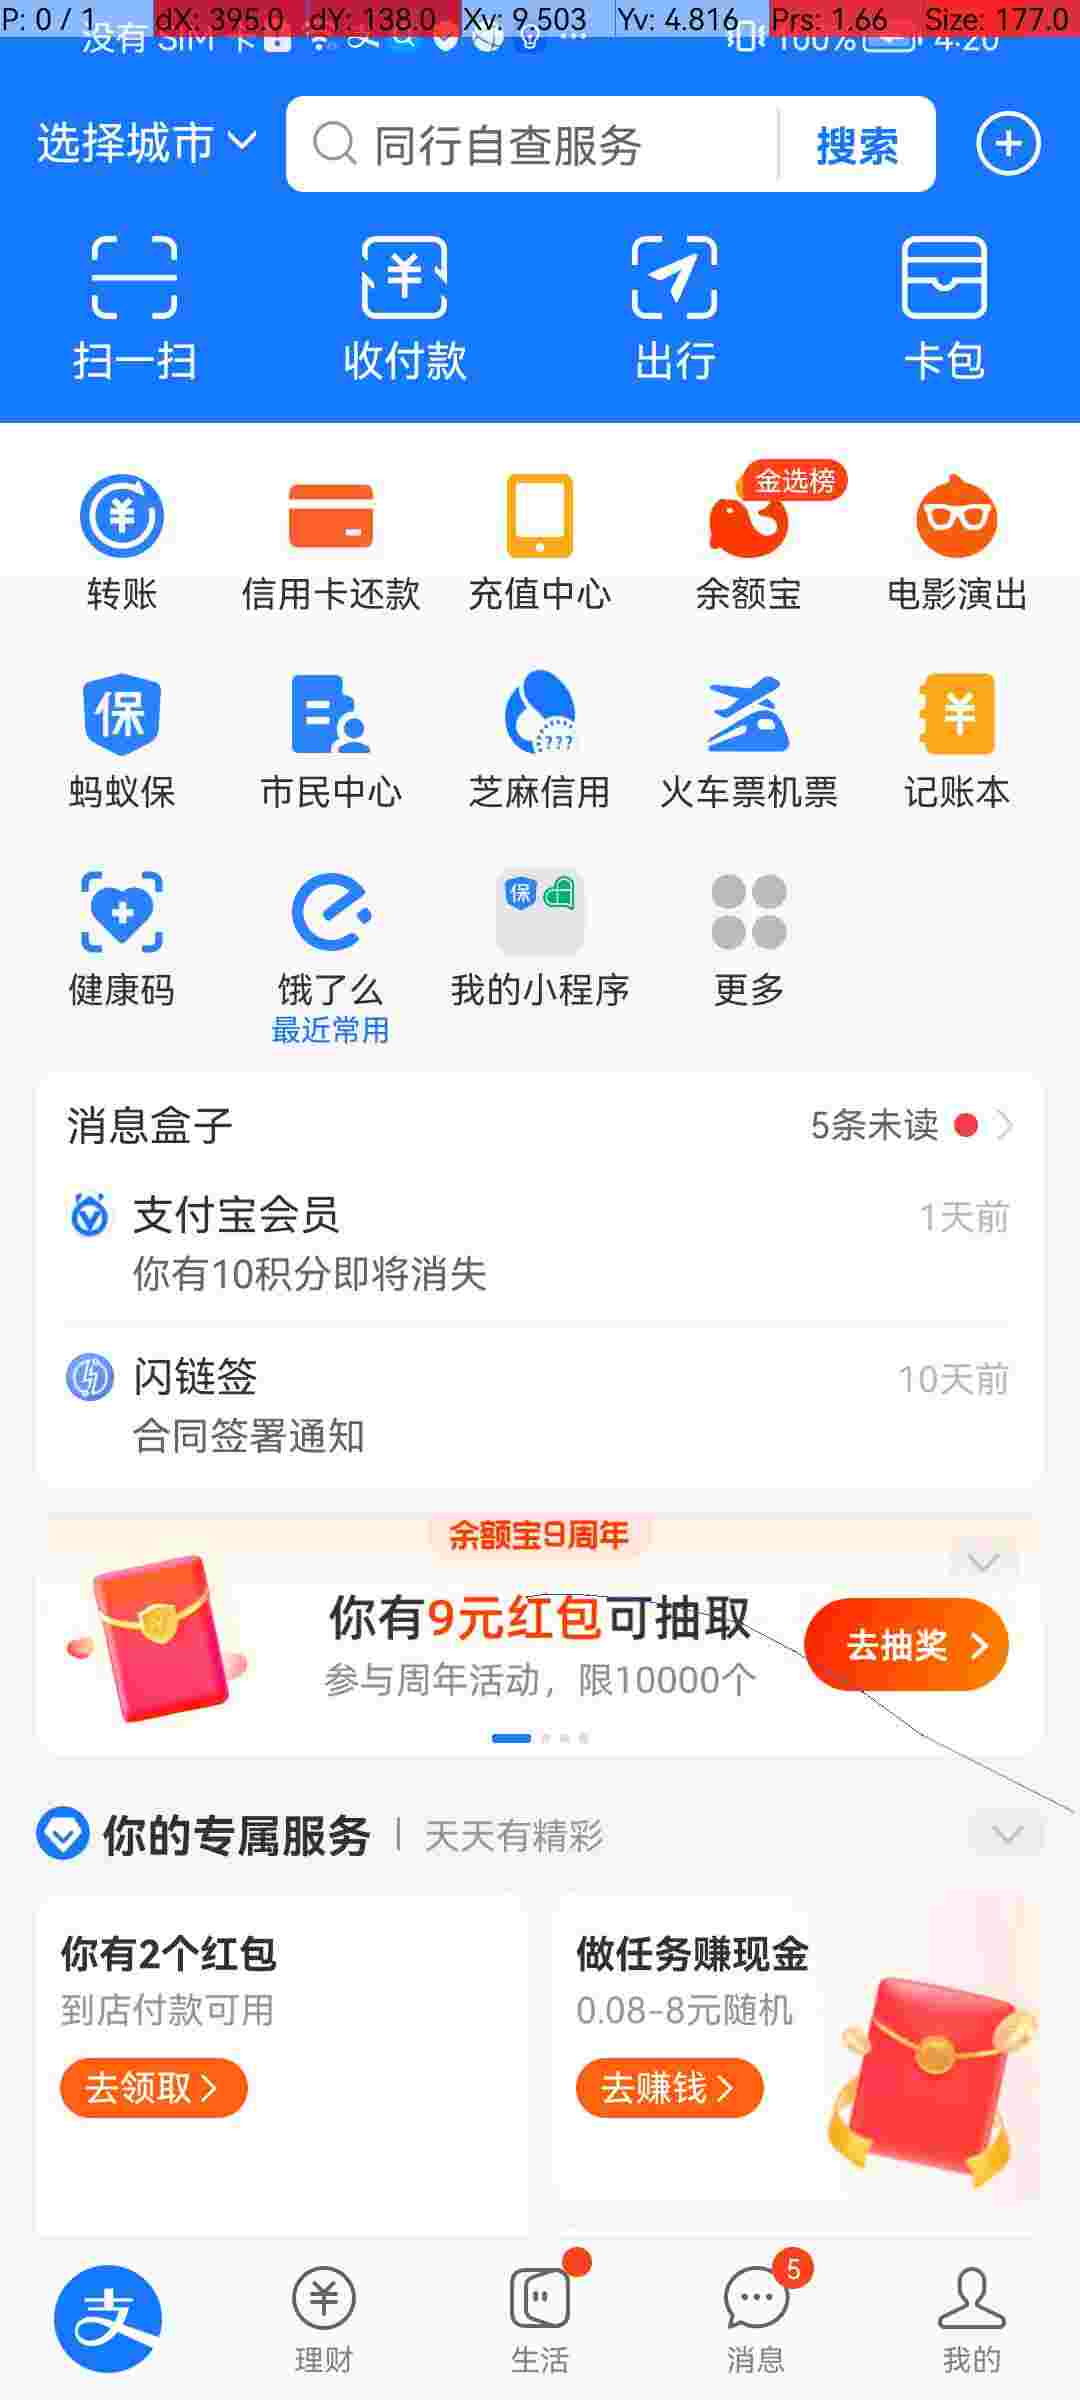 P: 0 / 1 dX: 395.0 dY: 138.0 Xv: 9.503 Yv: 4.816 Prs: 1.66 Size: 177.0
没有 SIM 卡 100% 4:20
选择城市 同行自查服务 搜索
扫一扫 收付款 出行 卡包
金选榜
转账 信用卡还款 充值中心 余额宝 电影演出
保 ???
蚂蚁保 市民中心 芝麻信用 火车票机票 记账本
保
健康码 饿了么 我的小程序 更多
最近常用
消息盒子 5条未读
支付宝会员 1天前
你有10积分即将消失
闪链签 10天前
合同签署通知
余额宝9周年
你有9元红包可抽取
去抽奖
参与周年活动，限10000个
你的专属服务 天天有精彩
你有2个红包
到店付款可用
去领取
做任务赚现金
0.08-8元随机
去赚钱
支
5
理财 生活 消息 我的